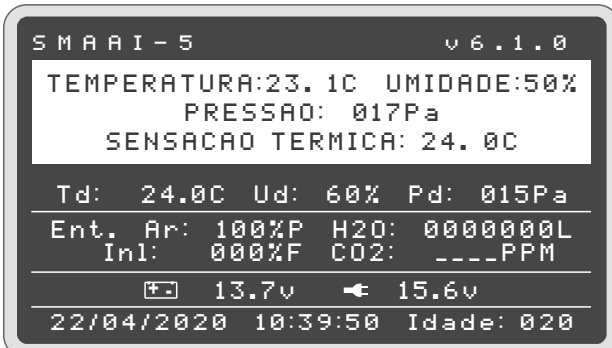 SMAAI-5 v6.1.0
TEMPERATURA:23.1C UMIDADE:50%
PRESSAO: 017Pa
SENSACAO TERMICA: 24.0C
Td: 24.0C Ud: 60% Pd: 015Pa
Ent. Ar: 100%P H2O: 0000000L
Inl: 000%F CO2: ____PPM
13.7v 15.6v
22/04/2020 10:39:50 Idade: 020